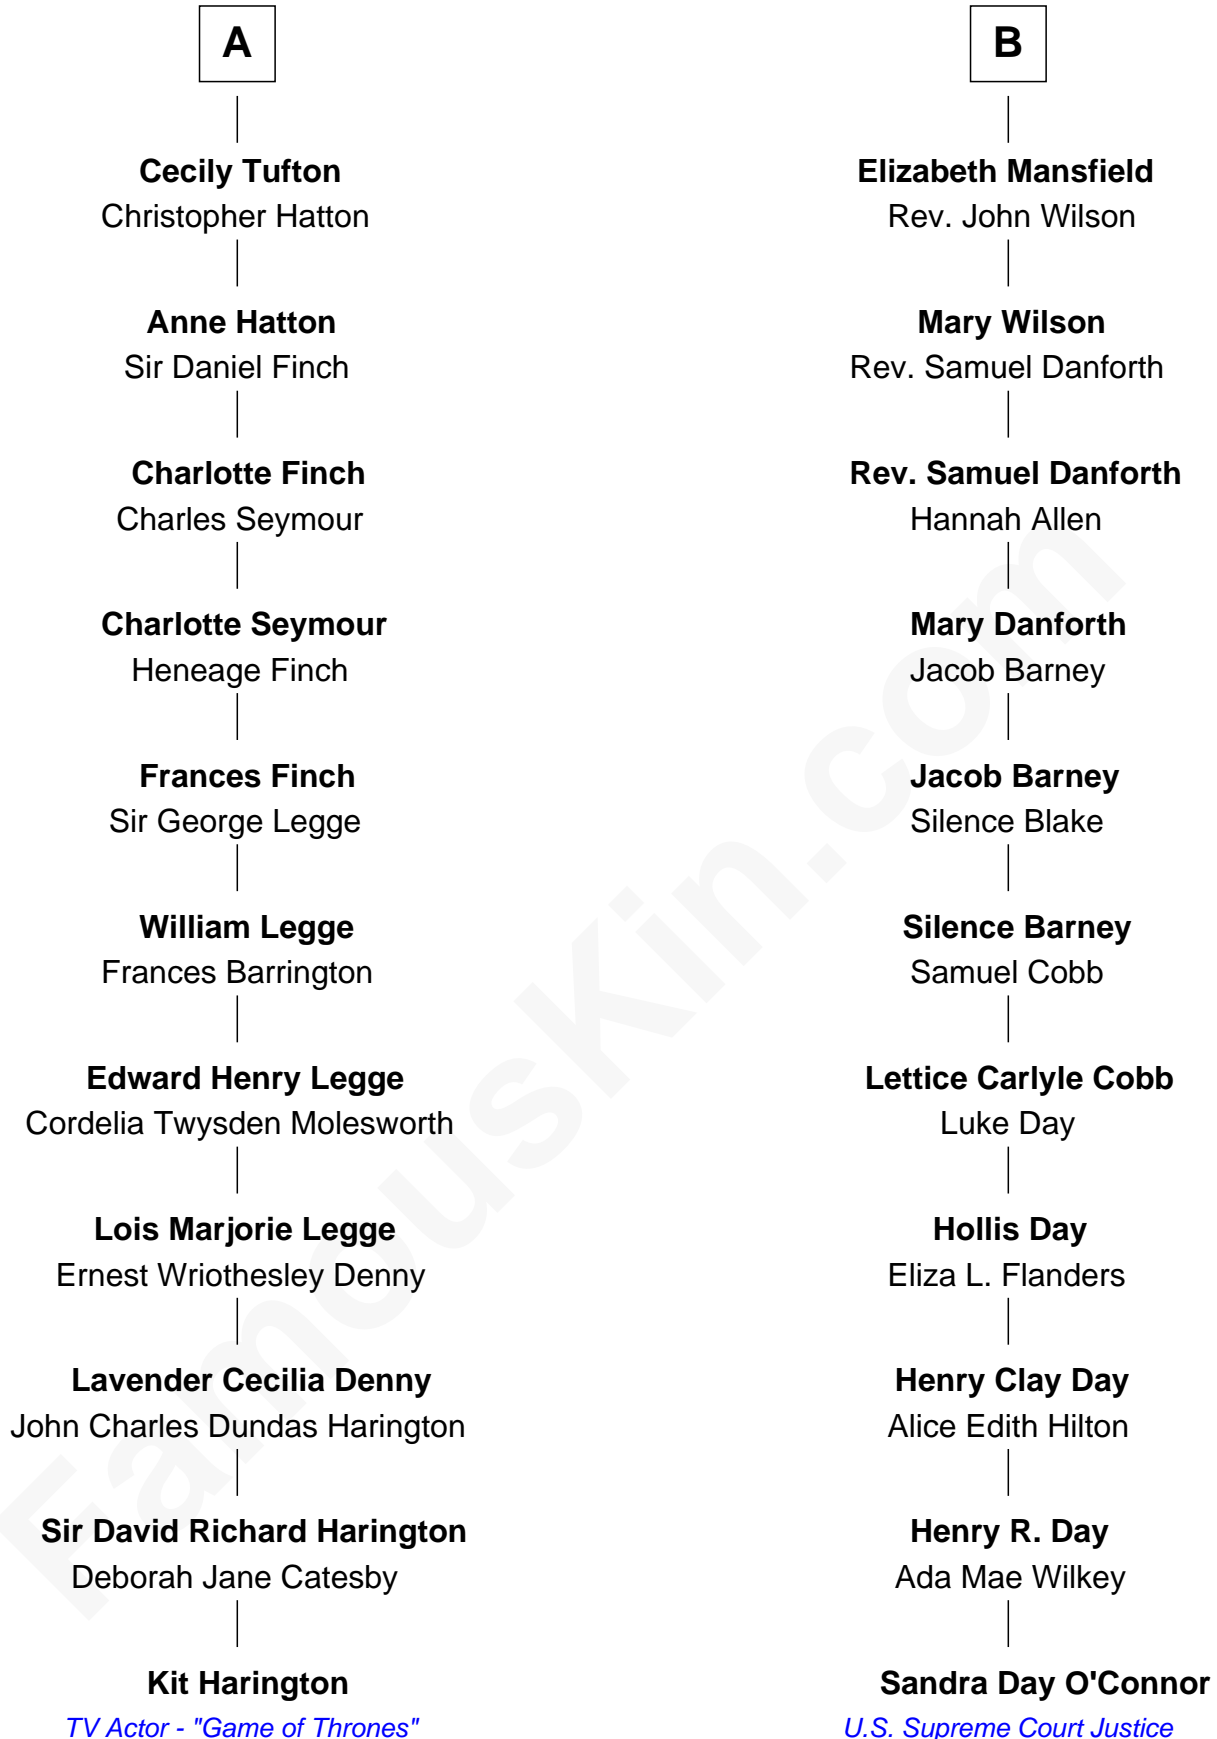 A
Cecily Tufton
Christopher Hatton
Anne Hatton
Sir Daniel Finch
Charlotte Finch
Charles Seymour
Charlotte Seymour
Heneage Finch
Frances Finch
Sir George Legge
William Legge
Frances Barrington
Edward Henry Legge
Cordelia Twysden Molesworth
Lois Marjorie Legge
Ernest Wriothesley Denny
Lavender Cecilia Denny
John Charles Dundas Harington
Sir David Richard Harington
Deborah Jane Catesby
Kit Harington
TV Actor - "Game of Thrones"
B
Elizabeth Mansfield
Rev. John Wilson
Mary Wilson
Rev. Samuel Danforth
Rev. Samuel Danforth
Hannah Allen
Mary Danforth
Jacob Barney
Jacob Barney
Silence Blake
Silence Barney
Samuel Cobb
Lettice Carlyle Cobb
Luke Day
Hollis Day
Eliza L. Flanders
Henry Clay Day
Alice Edith Hilton
Henry R. Day
Ada Mae Wilkey
Sandra Day O'Connor
U.S. Supreme Court Justice
FamousKin.com